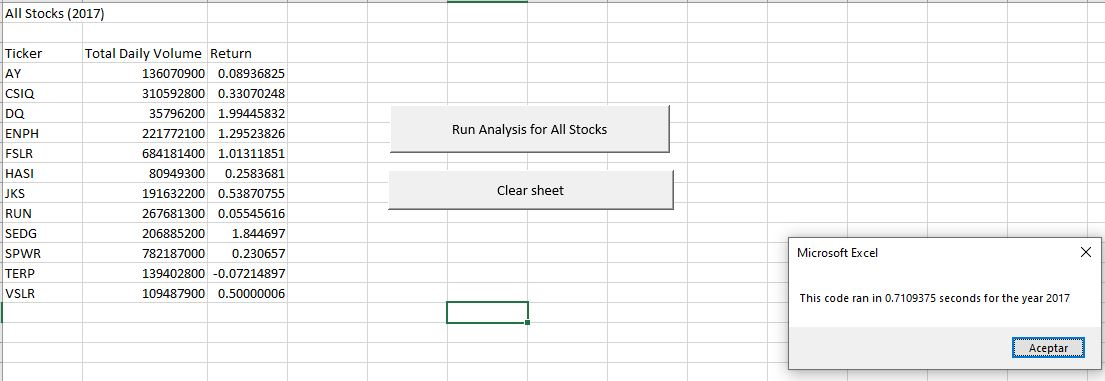 All Stocks (2017)
Ticker Total Daily Volume Return
AY 136070900 0.08936825
CSIQ 310592800 0.33070248
DQ 35796200 1.99445832
ENPH 221772100 1.29523826
FSLR 684181400 1.01311851
HASI 80949300 0.2583681
JKS 191632200 0.53870755
RUN 267681300 0.05545616
SEDG 206885200 1.844697
SPWR 782187000 0.230657
TERP 139402800 -0.07214897
VSLR 109487900 0.50000006
Run Analysis for All Stocks
Clear sheet
Microsoft Excel
This code ran in 0.7109375 seconds for the year 2017
Aceptar